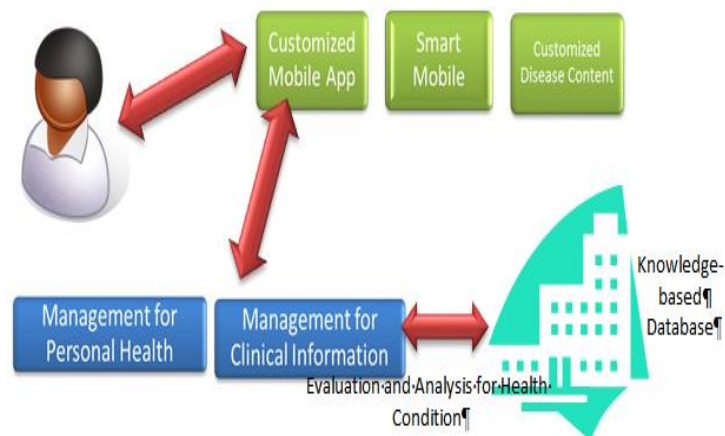 Customized
Mobile App
Smart
Mobile
Customized
Disease Content
Knowledge-
based¶
Database¶
Management for
Personal Health
Management for
Clinical Information
Evaluation·and·Analysis·for·Health·
Condition¶